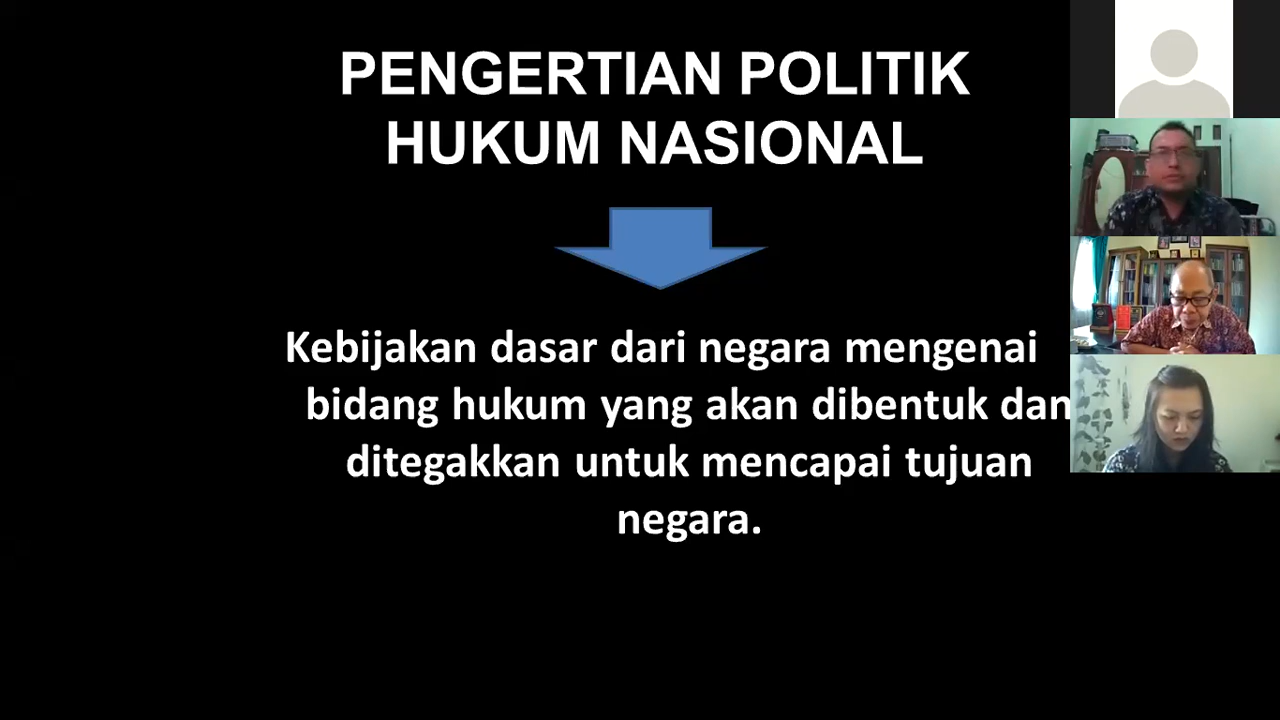 PENGERTIAN POLITIK
HUKUM NASIONAL
Kebijakan dasar dari negara mengenai
bidang hukum yang akan dibentuk dan
ditegakkan untuk mencapai tujuan
negara.